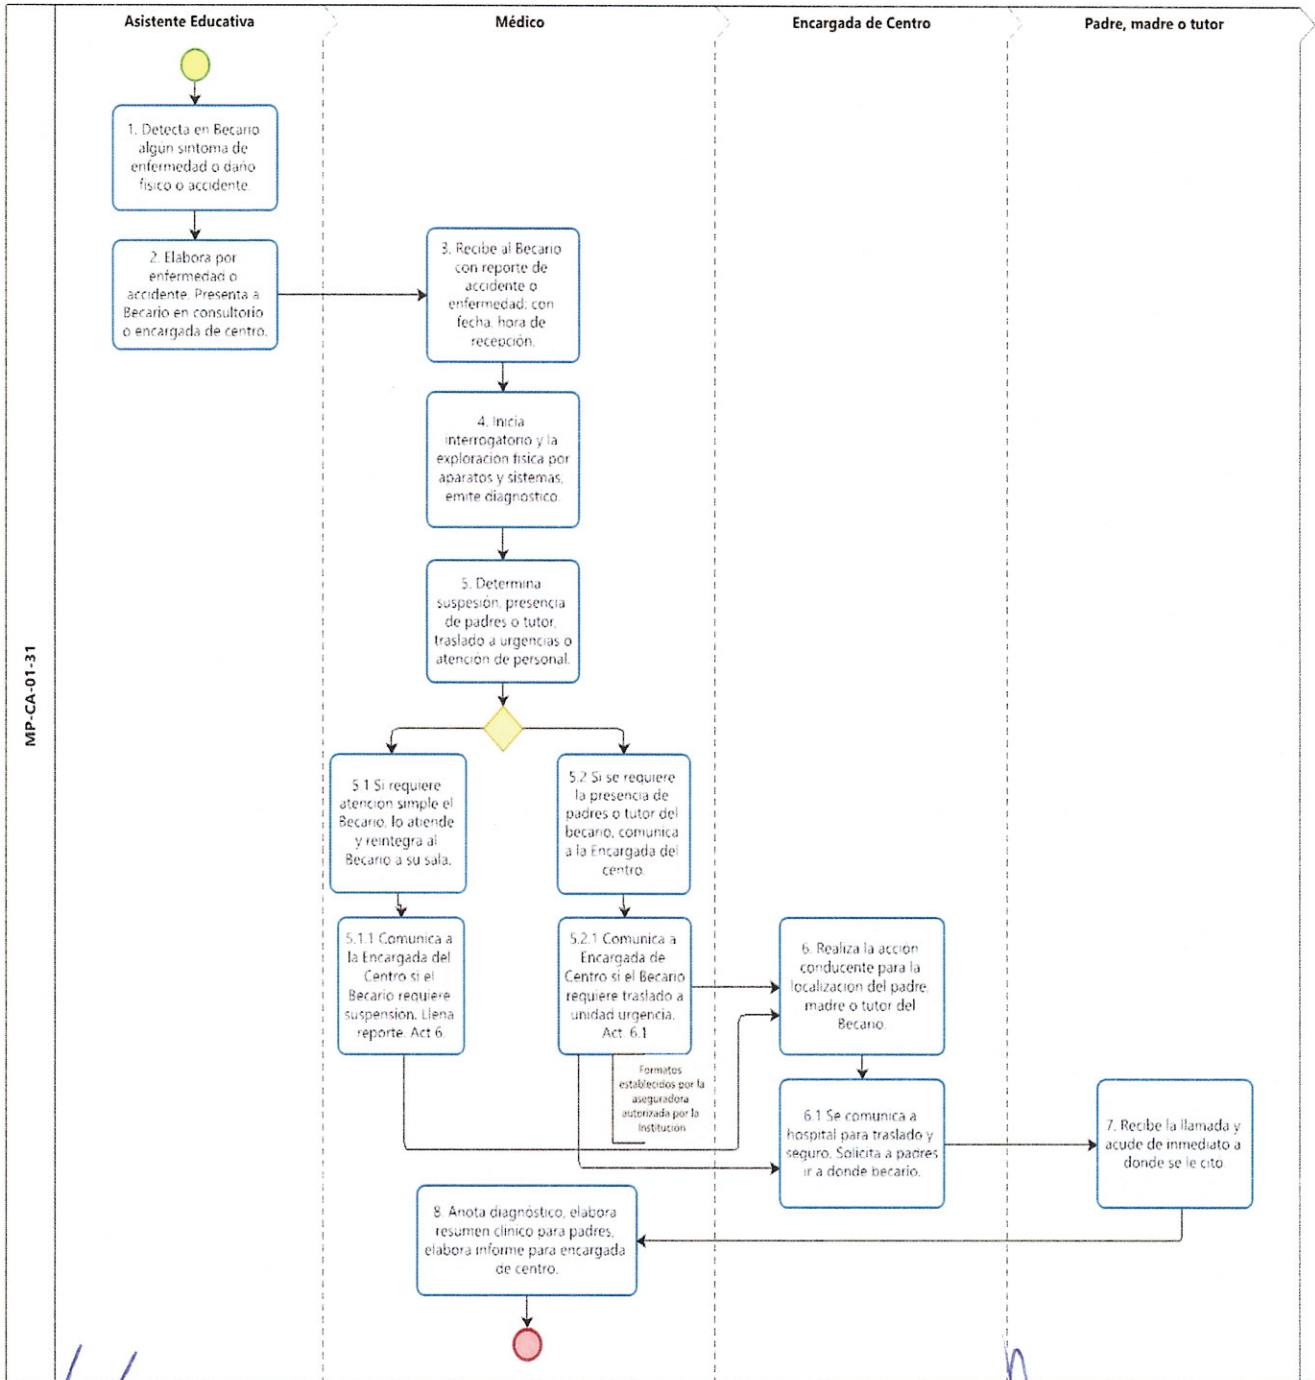 Asistente Educativa
Médico
Encargada de Centro
Padre, madre o tutor
MP-CA-01-31
1. Detecta en Becario
algún síntoma de
enfermedad o daño
físico o accidente.
2. Elabora por
enfermedad o
accidente. Presenta a
Becario en consultorio
o encargada de centro.
3. Recibe al Becario
con reporte de
accidente o
enfermedad; con
fecha, hora de
recepción.
4. Inicia
interrogatorio y la
exploración física por
aparatos y sistemas,
emite diagnostico.
5. Determina
suspesión, presencia
de padres o tutor,
traslado a urgencias o
atención de personal.
5.1 Si requiere
atención simple el
Becario, lo atiende
y reintegra al
Becario a su sala.
5.2 Si se requiere
la presencia de
padres o tutor del
becario, comunica
a la Encargada del
centro.
5.1.1 Comunica a
la Encargada del
Centro si el
Becario requiere
suspensión. Llena
reporte. Act 6.
5.2.1 Comunica a
Encargada de
Centro si el Becario
requiere traslado a
unidad urgencia.
Act. 6.1
Formatos
establecidos por la
aseguradora
autorizada por la
Institución
6. Realiza la acción
conducente para la
localización del padre,
madre o tutor del
Becario.
6.1 Se comunica a
hospital para traslado y
seguro. Solicita a padres
ir a donde becario.
7. Recibe la llamada y
acude de inmediato a
donde se le citó
8. Anota diagnóstico, elabora
resumen clínico para padres,
elabora informe para encargada
de centro.